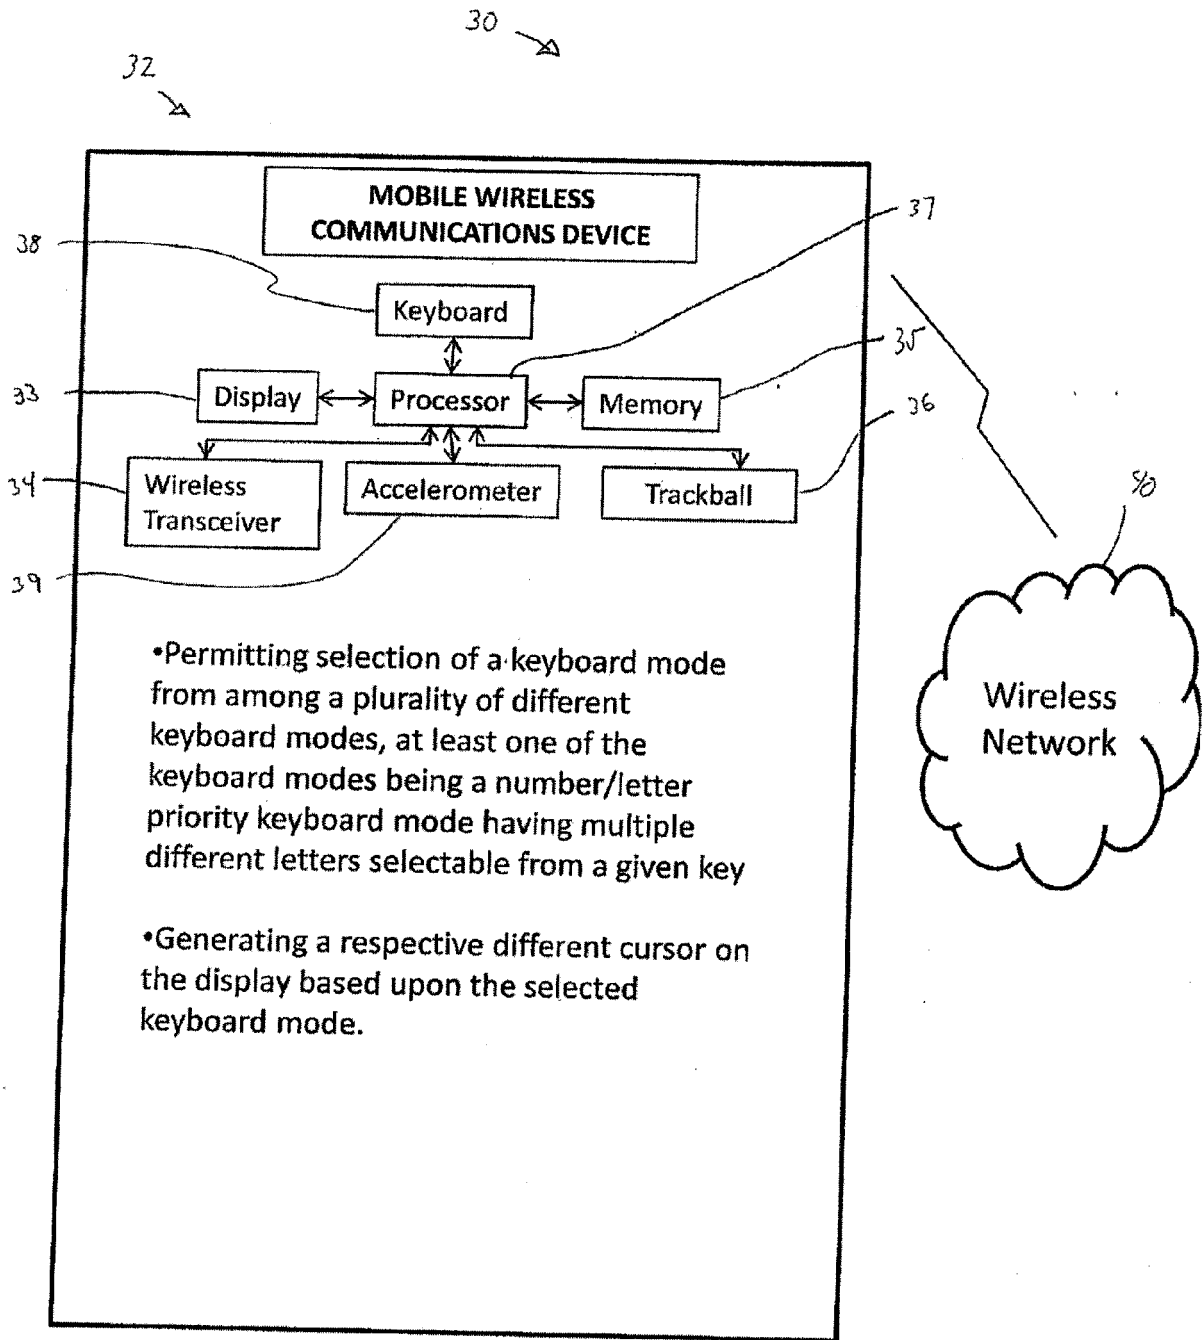 30
32
MOBILE WIRELESS
COMMUNICATIONS DEVICE
37
38
Keyboard
35
33
Display
Processor
Memory
36
34
Wireless
Transceiver
Accelerometer
Trackball
39
•Permitting selection of a keyboard mode
from among a plurality of different
keyboard modes, at least one of the
keyboard modes being a number/letter
priority keyboard mode having multiple
different letters selectable from a given key
•Generating a respective different cursor on
the display based upon the selected
keyboard mode.
Wireless
Network